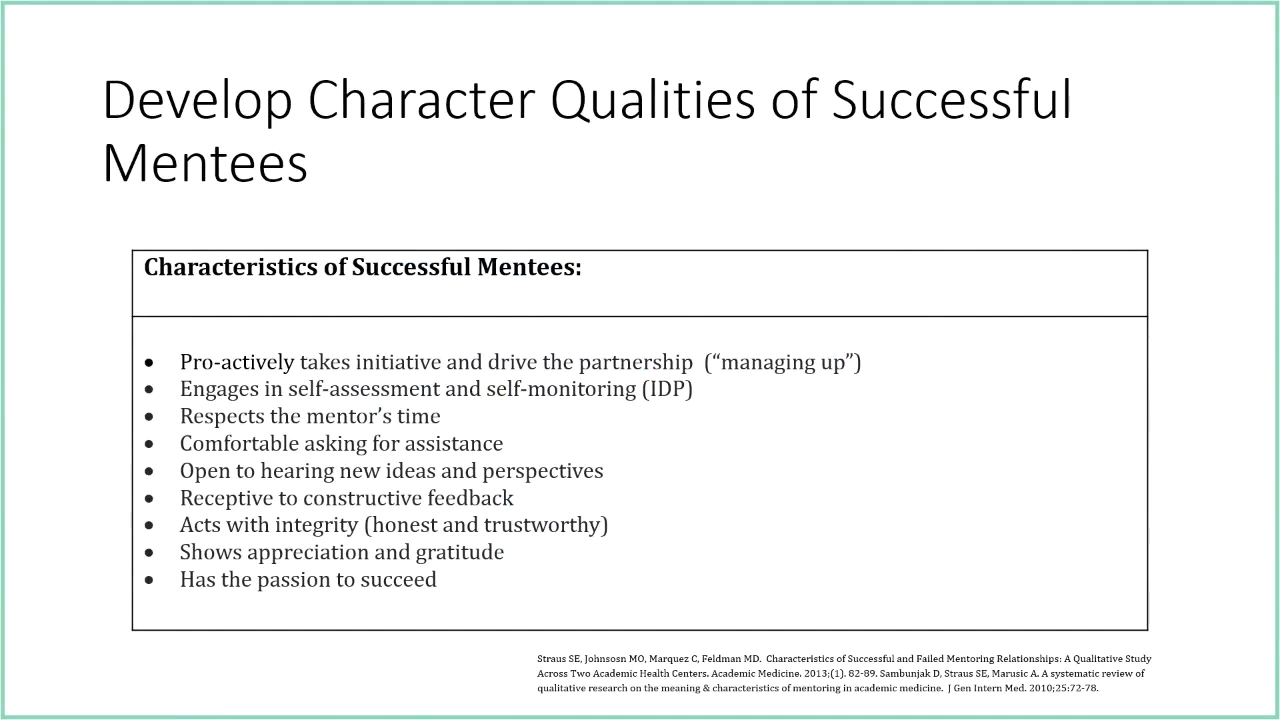 Develop Character Qualities of Successful
Mentees
Characteristics of Successful Mentees:
• Pro-actively takes initiative and drive the partnership  (“managing up”)
• Engages in self-assessment and self-monitoring (IDP)
• Respects the mentor’s time
• Comfortable asking for assistance
• Open to hearing new ideas and perspectives
• Receptive to constructive feedback
• Acts with integrity (honest and trustworthy)
• Shows appreciation and gratitude
• Has the passion to succeed
Straus SE, Johnsosn MO, Marquez C, Feldman MD.  Characteristics of Successful and Failed Mentoring Relationships: A Qualitative Study
Across Two Academic Health Centers. Academic Medicine. 2013;(1). 82-89. Sambunjak D, Straus SE, Marusic A. A systematic review of
qualitative research on the meaning & characteristics of mentoring in academic medicine.  J Gen Intern Med. 2010;25:72-78.